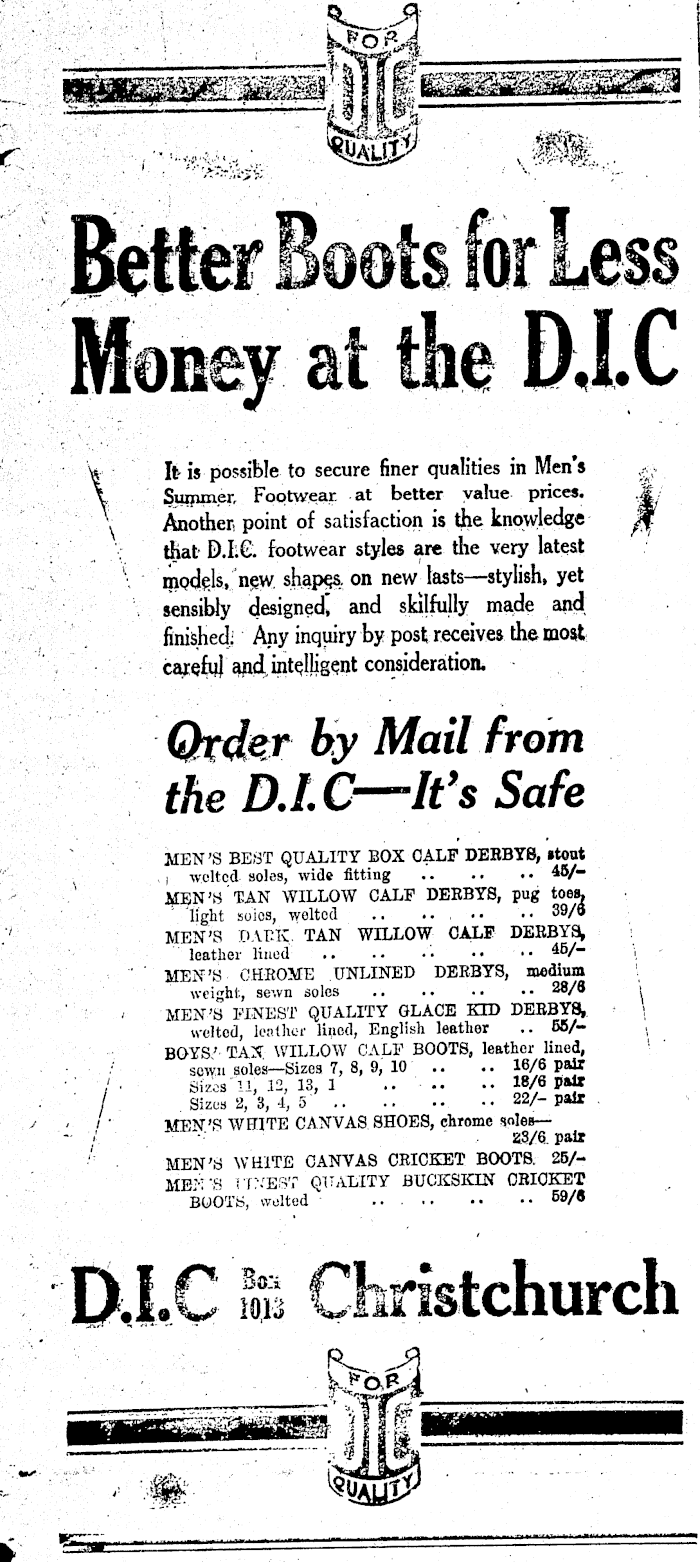 FOR
DIC
QUALITY
Better Boots for Less
Money at the D.I.C
It is possible to secure finer qualities in Men's
Summer Footwear at better value prices.
Another point of satisfaction is the knowledge
that D.I.C. footwear styles are the very latest
models, new shapes on new lasts—stylish, yet
sensibly designed, and skilfully made and
finished. Any inquiry by post receives the most
careful and intelligent consideration.
Order by Mail from
the D.I.C—It's Safe
MEN'S BEST QUALITY BOX CALF DERBYS, stout
welted soles, wide fitting .. .. .. 45/-
MEN'S TAN WILLOW CALF DERBYS, pug toes,
light soles, welted .. .. .. .. 39/6
MEN'S DARK TAN WILLOW CALF DERBYS,
leather lined .. .. .. .. .. 45/-
MEN'S CHROME UNLINED DERBYS, medium
weight, sewn soles .. .. .. .. 28/6
MEN'S FINEST QUALITY GLACE KID DERBYS,
welted, leather lined, English leather .. 55/-
BOYS' TAN WILLOW CALF BOOTS, leather lined,
sewn soles—Sizes 7, 8, 9, 10 .. .. 16/6 pair
Sizes 11, 12, 13, 1 .. .. .. 18/6 pair
Sizes 2, 3, 4, 5 .. .. .. .. 22/- pair
MEN'S WHITE CANVAS SHOES, chrome soles—
23/6 pair
MEN'S WHITE CANVAS CRICKET BOOTS. 25/-
MEN'S FINEST QUALITY BUCKSKIN CRICKET
BOOTS, welted .. .. .. .. 59/6
D.I.C Box 1013 Christchurch
FOR
DIC
QUALITY